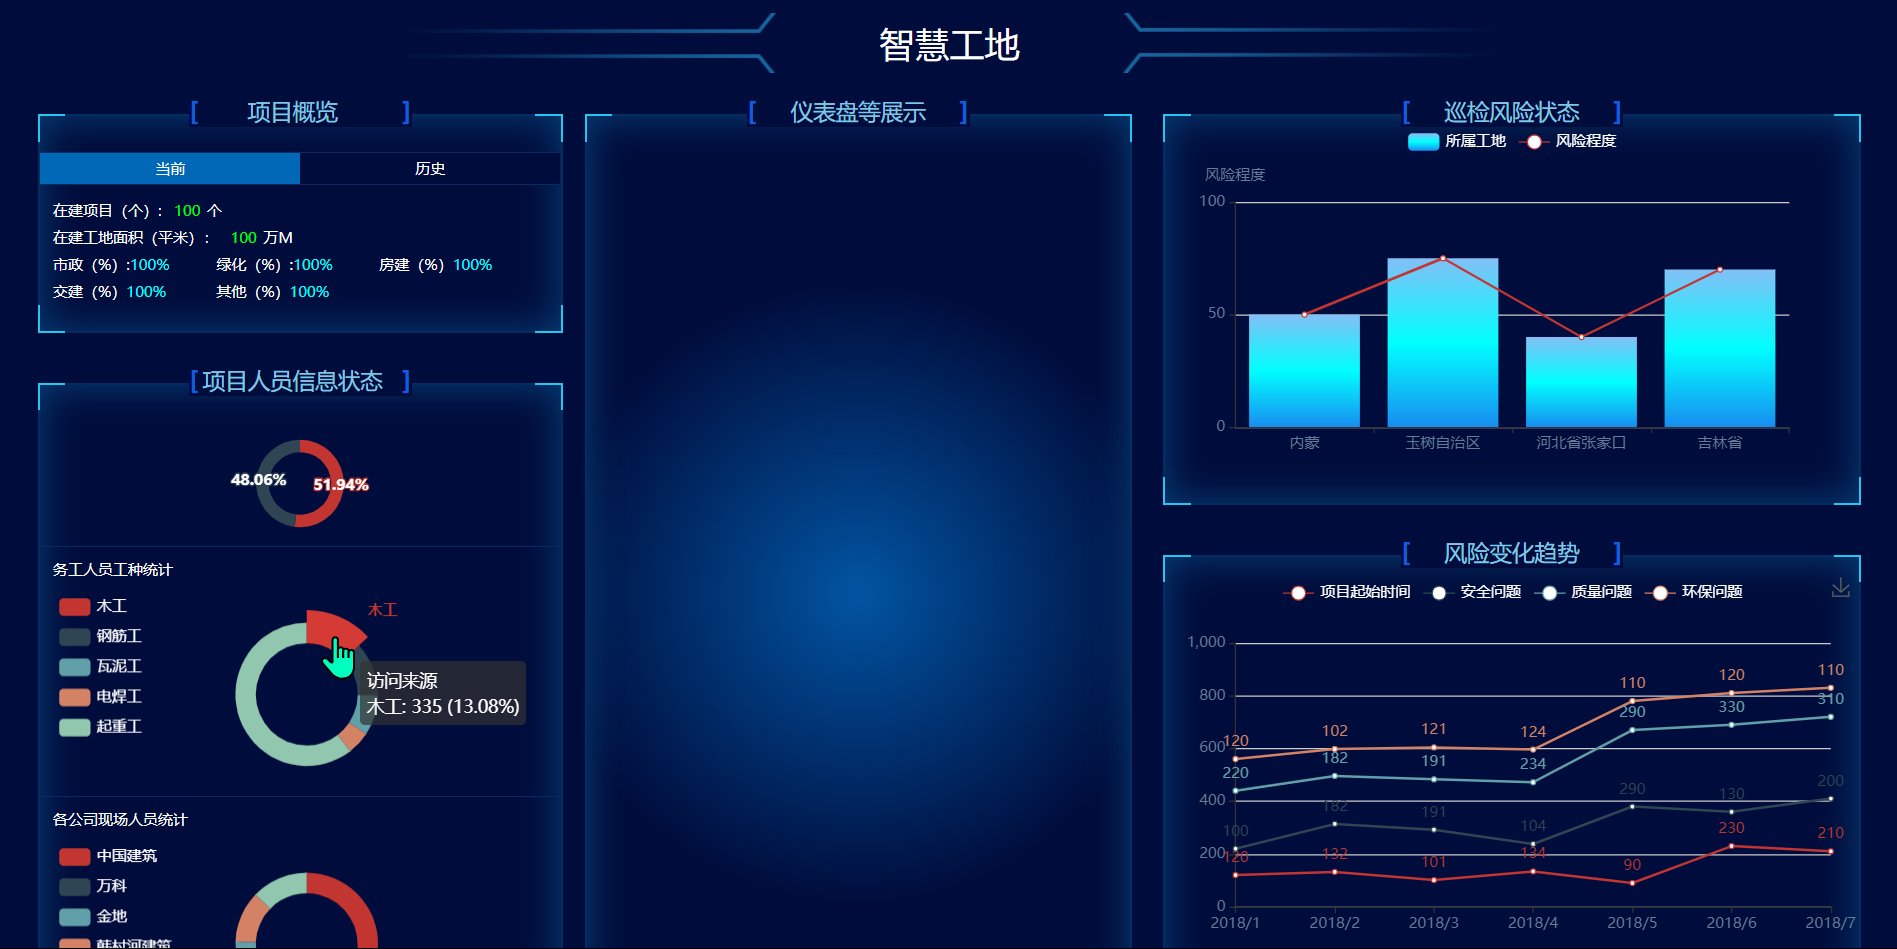 智慧工地
[ 项目概览 ]
当前 历史
在建项目（个）： 100 个
在建工地面积（平米）： 100 万M
市政（%）:100% 绿化（%）:100% 房建（%）100%
交建（%）100% 其他（%）100%
[ 项目人员信息状态 ]
48.06% 51.94%
务工人员工种统计
木工
钢筋工
瓦泥工
电焊工
起重工
木工
访问来源
木工: 335 (13.08%)
各公司现场人员统计
中国建筑
万科
金地
韩村河建筑
[ 仪表盘等展示 ]
[ 巡检风险状态 ]
所属工地 风险程度
风险程度
100
50
0
内蒙 玉树自治区 河北省张家口 吉林省
[ 风险变化趋势 ]
项目起始时间 安全问题 质量问题 环保问题
1,000
800
600
400
200
0
120 102 121 124 110 120 110
220 182 191 234 290 330 310
100 182 191 104 290 130 200
120 132 101 134 90 230 210
2018/1 2018/2 2018/3 2018/4 2018/5 2018/6 2018/7